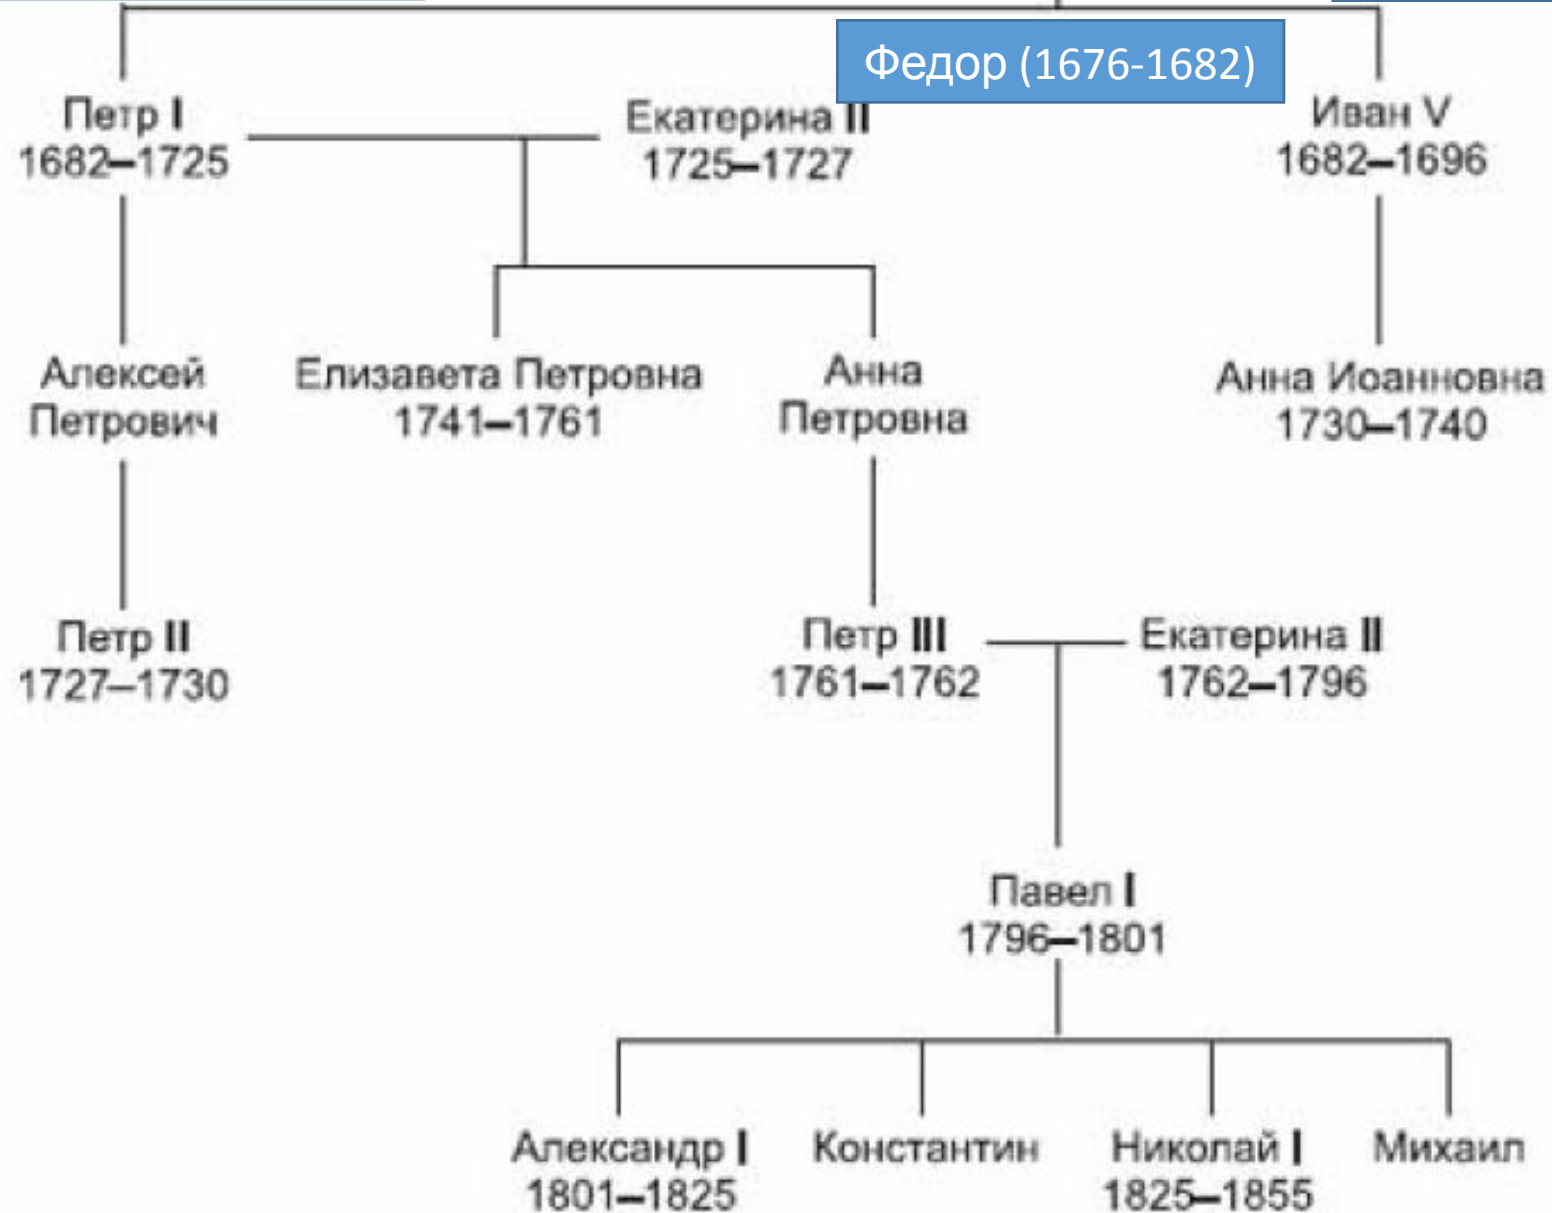 Федор (1676-1682)
Петр I
1682–1725
Екатерина II
1725–1727
Иван V
1682–1696
Алексей
Петрович
Елизавета Петровна
1741–1761
Анна
Петровна
Анна Иоанновна
1730–1740
Петр II
1727–1730
Петр III
1761–1762
Екатерина II
1762–1796
Павел I
1796–1801
Александр I
1801–1825
Константин
Николай I
1825–1855
Михаил